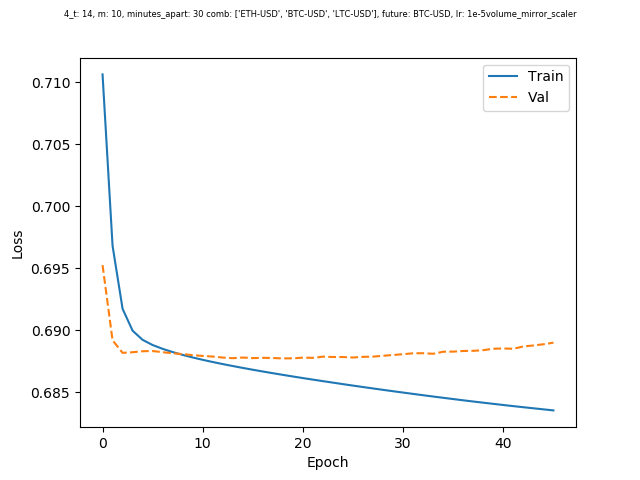 4_t: 14, m: 10, minutes_apart: 30 comb: ['ETH-USD', 'BTC-USD', 'LTC-USD'], future: BTC-USD, lr: 1e-5volume_mirror_scaler
Train
Val
0.710
0.705
0.700
0.695
0.690
0.685
Loss
0 10 20 30 40
Epoch